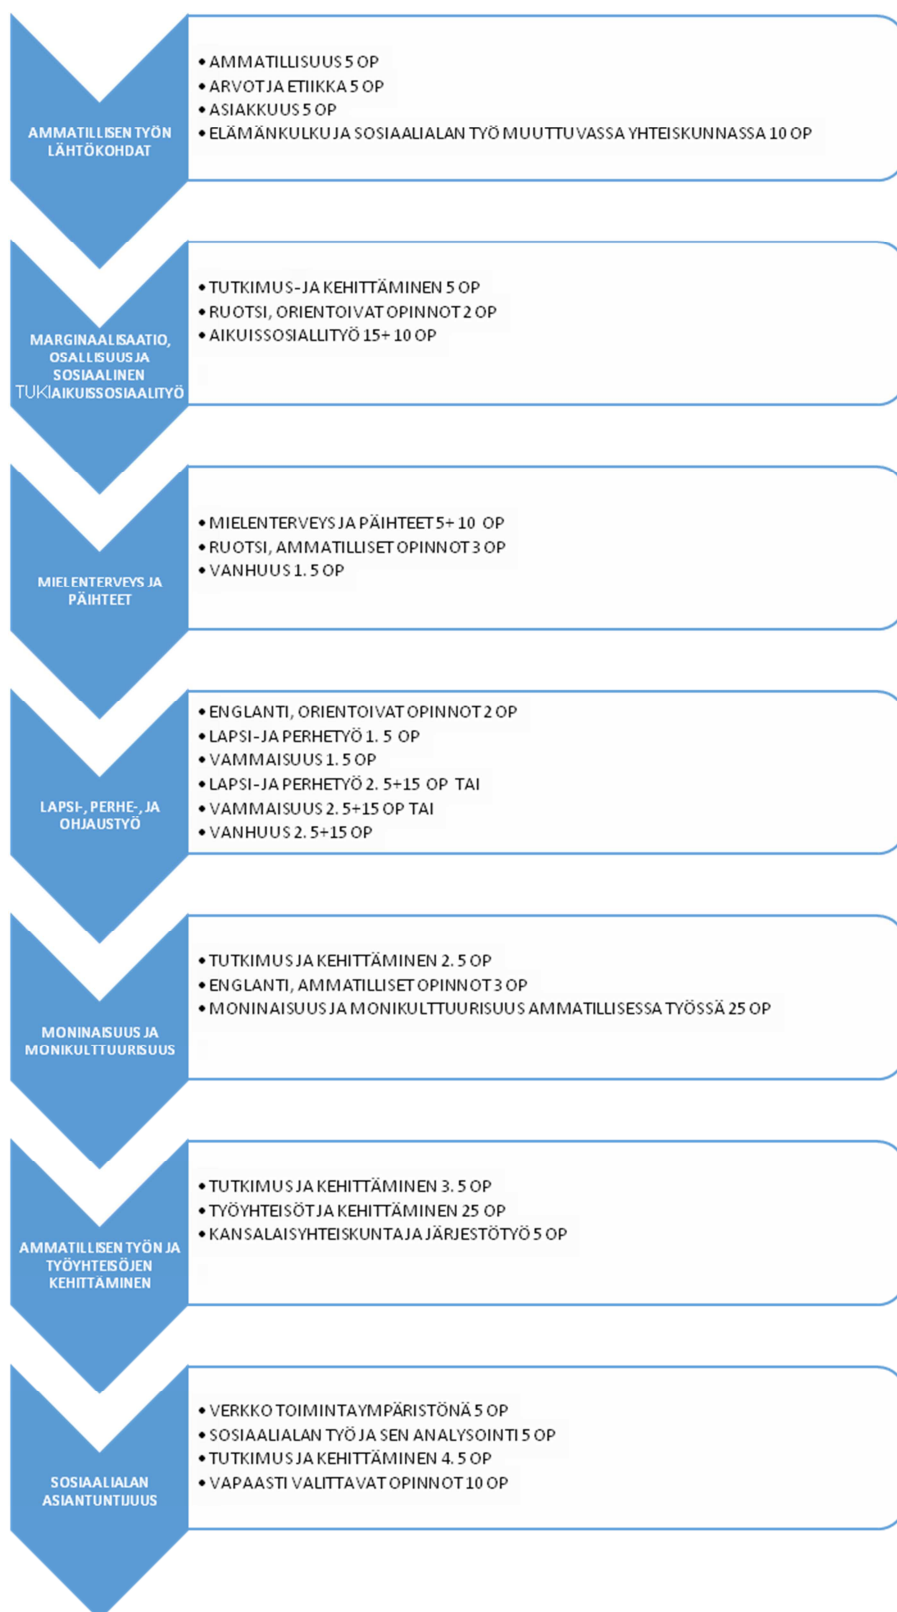 AMMATILLISEN TYÖN
LÄHTÖKOHDAT
• AMMATILLISUUS 5 OP
• ARVOT JA ETIIKKA 5 OP
• ASIAKKUUS 5 OP
• ELÄMÄNKULKU JA SOSIAALIALAN TYÖ MUUTTUVASSA YHTEISKUNNASSA 10 OP
MARGINAALISAATIO,
OSALLISUUS JA
SOSIAALINEN
TUKIAIKUISSOSIAALITYÖ
• TUTKIMUS-JA KEHITTÄMINEN 5 OP
• RUOTSI, ORIENTOIVAT OPINNOT 2 OP
• AIKUISSOSIALLITYÖ 15+ 10 OP
MIELENTERVEYS JA
PÄIHTEET
• MIELENTERVEYS JA PÄIHTEET 5+ 10 OP
• RUOTSI, AMMATILLISET OPINNOT 3 OP
• VANHUUS 1. 5 OP
LAPSI-, PERHE-, JA
OHJAUSTYÖ
• ENGLANTI, ORIENTOIVAT OPINNOT 2 OP
• LAPSI-JA PERHETYÖ 1. 5 OP
• VAMMAISUUS 1. 5 OP
• LAPSI-JA PERHETYÖ 2. 5+15 OP TAI
• VAMMAISUUS 2. 5+15 OP TAI
• VANHUUS 2. 5+15 OP
MONINAISUUS JA
MONIKULTTUURISUUS
• TUTKIMUS JA KEHITTÄMINEN 2. 5 OP
• ENGLANTI, AMMATILLISET OPINNOT 3 OP
• MONINAISUUS JA MONIKULTTUURISUUS AMMATILLISESSA TYÖSSÄ 25 OP
AMMATILLISEN TYÖN JA
TYÖYHTEISÖJEN
KEHITTÄMINEN
• TUTKIMUS JA KEHITTÄMINEN 3. 5 OP
• TYÖYHTEISÖT JA KEHITTÄMINEN 25 OP
• KANSALAISYHTEISKUNTA JA JÄRJESTÖTYÖ 5 OP
SOSIAALIALAN
ASIANTUNTIJUUS
• VERKKO TOIMINTAYMPÄRISTÖNÄ 5 OP
• SOSIAALIALAN TYÖ JA SEN ANALYSOINTI 5 OP
• TUTKIMUS JA KEHITTÄMINEN 4. 5 OP
• VAPAASTI VALITTAVAT OPINNOT 10 OP